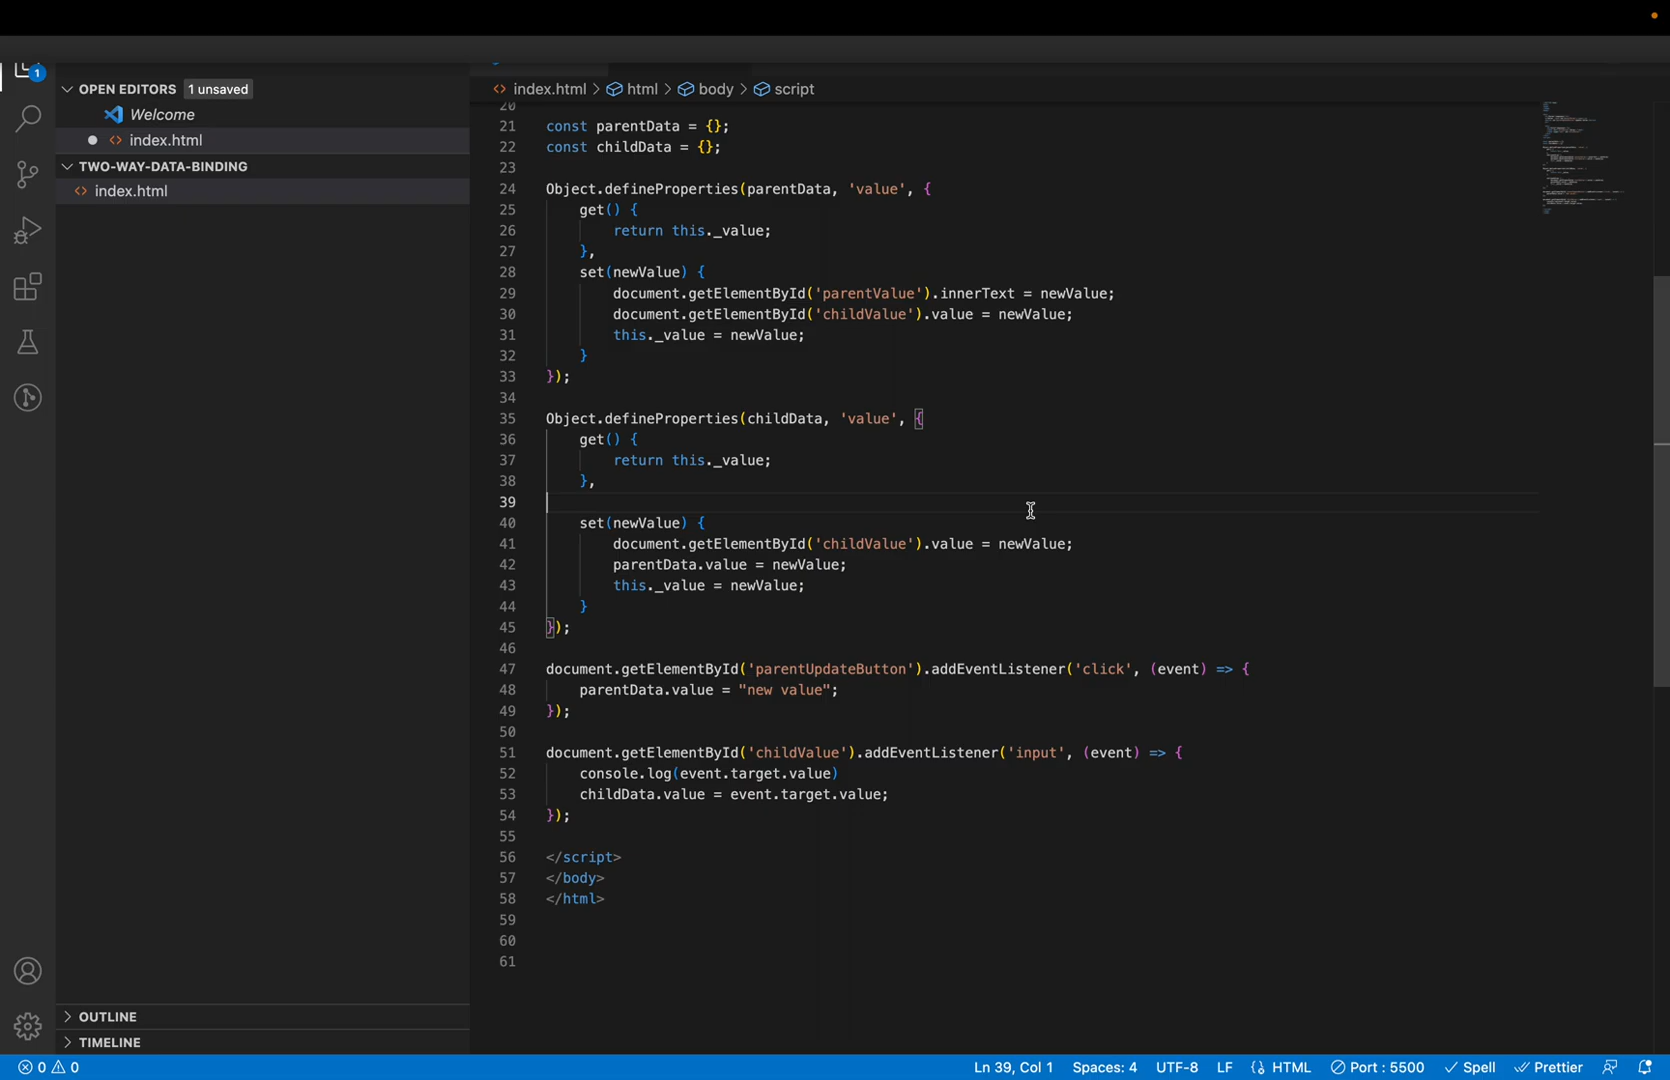 1
OPEN EDITORS 1 unsaved
Welcome
index.html
TWO-WAY-DATA-BINDING
index.html
OUTLINE
TIMELINE
index.html > html > body > script
20
21 const parentData = {};
22 const childData = {};
23
24 Object.defineProperties(parentData, 'value', {
25 get() {
26 return this._value;
27 },
28 set(newValue) {
29 document.getElementById('parentValue').innerText = newValue;
30 document.getElementById('childValue').value = newValue;
31 this._value = newValue;
32 }
33 });
34
35 Object.defineProperties(childData, 'value', {
36 get() {
37 return this._value;
38 },
39
40 set(newValue) {
41 document.getElementById('childValue').value = newValue;
42 parentData.value = newValue;
43 this._value = newValue;
44 }
45 });
46
47 document.getElementById('parentUpdateButton').addEventListener('click', (event) => {
48 parentData.value = "new value";
49 });
50
51 document.getElementById('childValue').addEventListener('input', (event) => {
52 console.log(event.target.value)
53 childData.value = event.target.value;
54 });
55
56 </script>
57 </body>
58 </html>
59
60
61
0 0 Ln 39, Col 1 Spaces: 4 UTF-8 LF HTML Port : 5500 Spell Prettier